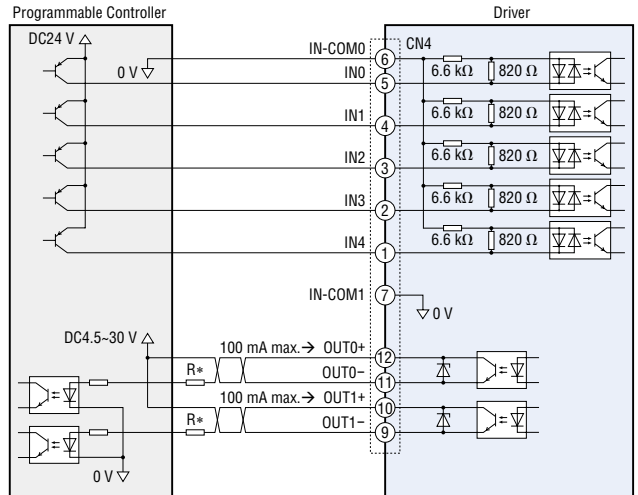 Programmable Controller
Driver
DC24 V
IN-COM0
CN4
0 V
6
6.6 kΩ
820 Ω
IN0
5
IN1
4
6.6 kΩ
820 Ω
IN2
3
6.6 kΩ
820 Ω
IN3
2
6.6 kΩ
820 Ω
IN4
1
6.6 kΩ
820 Ω
IN-COM1
7
0 V
DC4.5~30 V
100 mA max.→ OUT0+
12
R*
OUT0−
11
100 mA max.→ OUT1+
10
R*
OUT1−
9
0 V